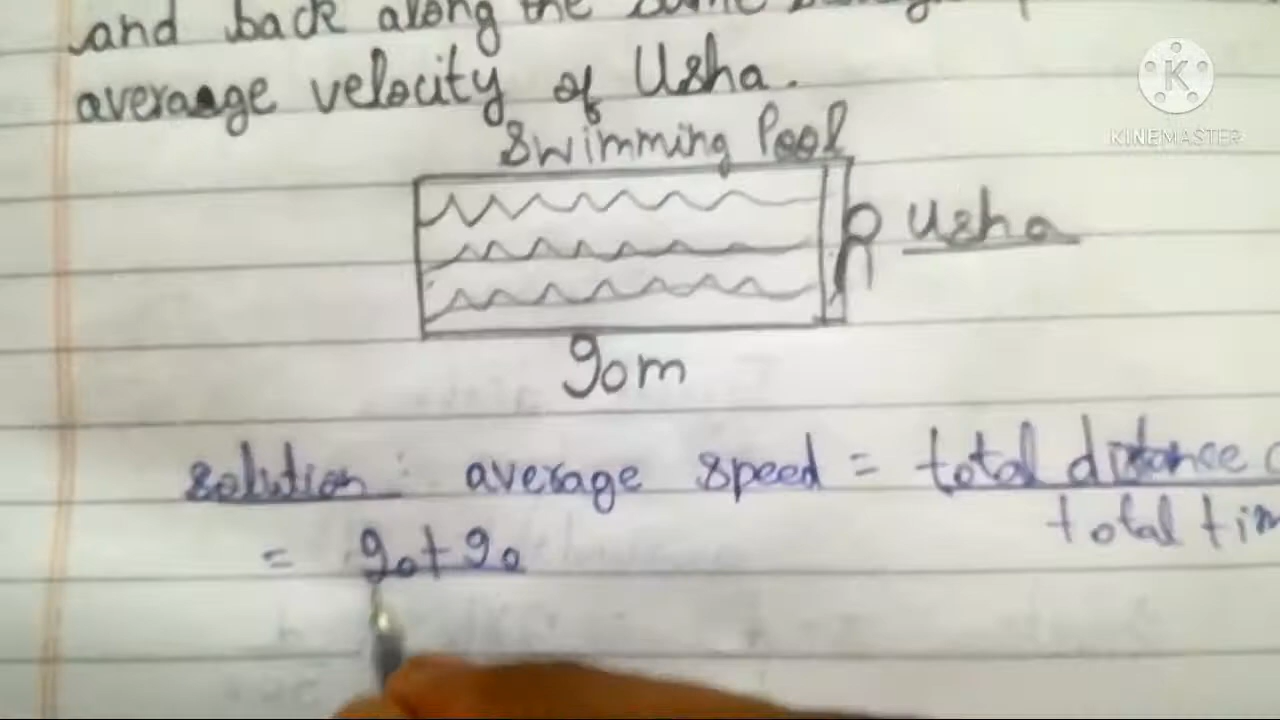 and back along the same
average velocity of Usha.
Swimming Pool
Usha
90m
solution: average speed = total distance
total
= 90+90
K
KINEMASTER